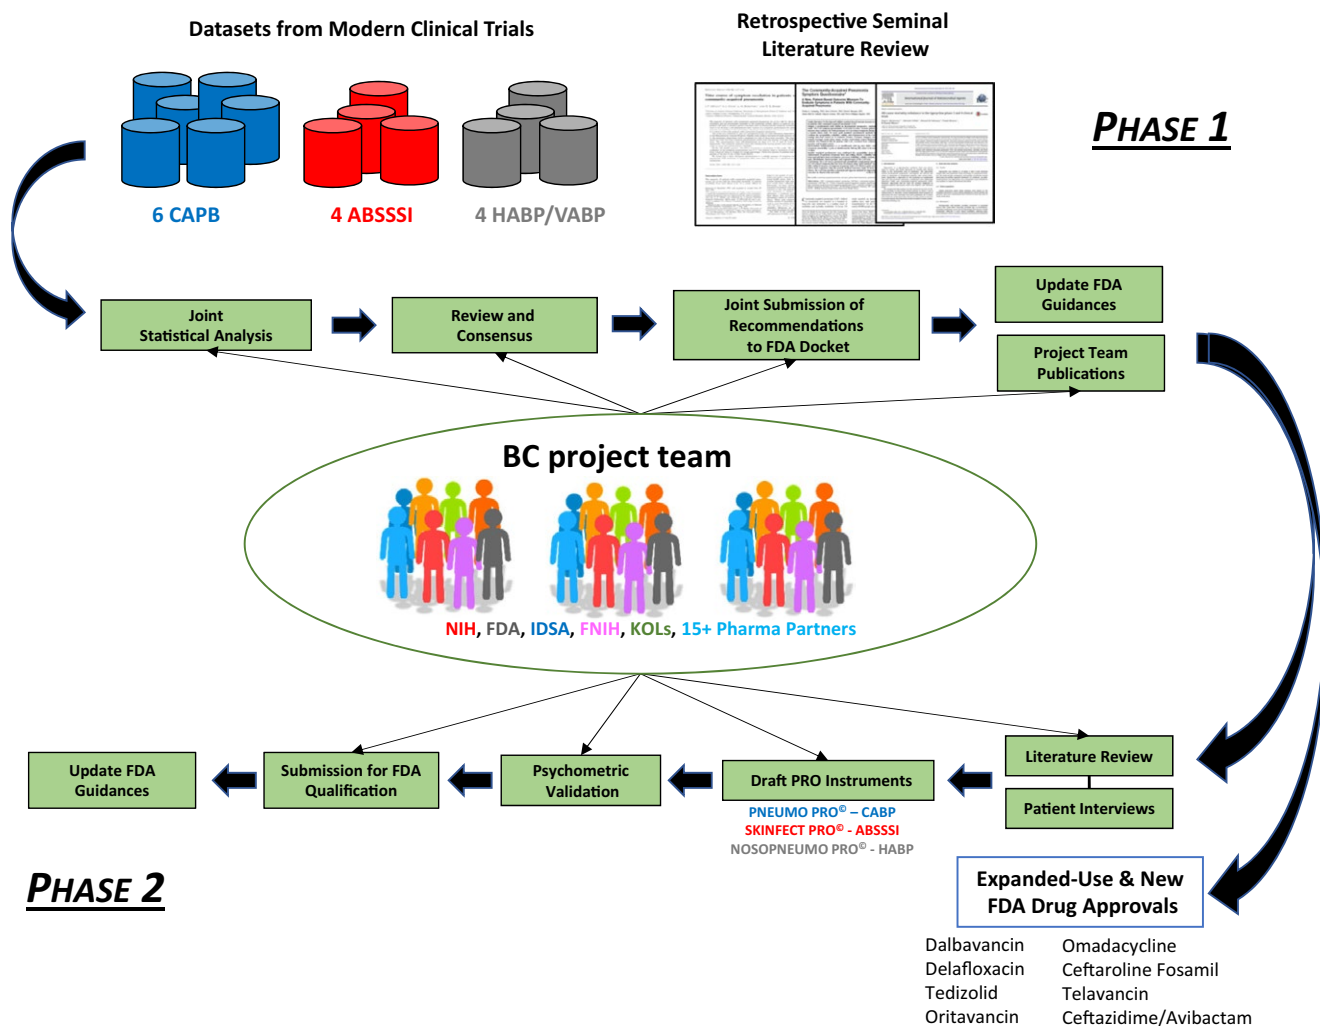 Datasets from Modern Clinical Trials
Retrospective Seminal
Literature Review
PHASE 1
6 CAPB
4 ABSSSI
4 HABP/VABP
Joint
Statistical Analysis
Review and
Consensus
Joint Submission of
Recommendations
to FDA Docket
Update FDA
Guidances
Project Team
Publications
BC project team
NIH, FDA, IDSA, FNIH, KOLs, 15+ Pharma Partners
Update FDA
Guidances
Submission for FDA
Qualification
Psychometric
Validation
Draft PRO Instruments
Literature Review
Patient Interviews
PNEUMO PRO© – CABP
SKINFECT PRO© - ABSSSI
NOSOPNEUMO PRO© - HABP
PHASE 2
Expanded-Use & New
FDA Drug Approvals
Dalbavancin Omadacycline
Delafloxacin Ceftaroline Fosamil
Tedizolid Telavancin
Oritavancin Ceftazidime/Avibactam